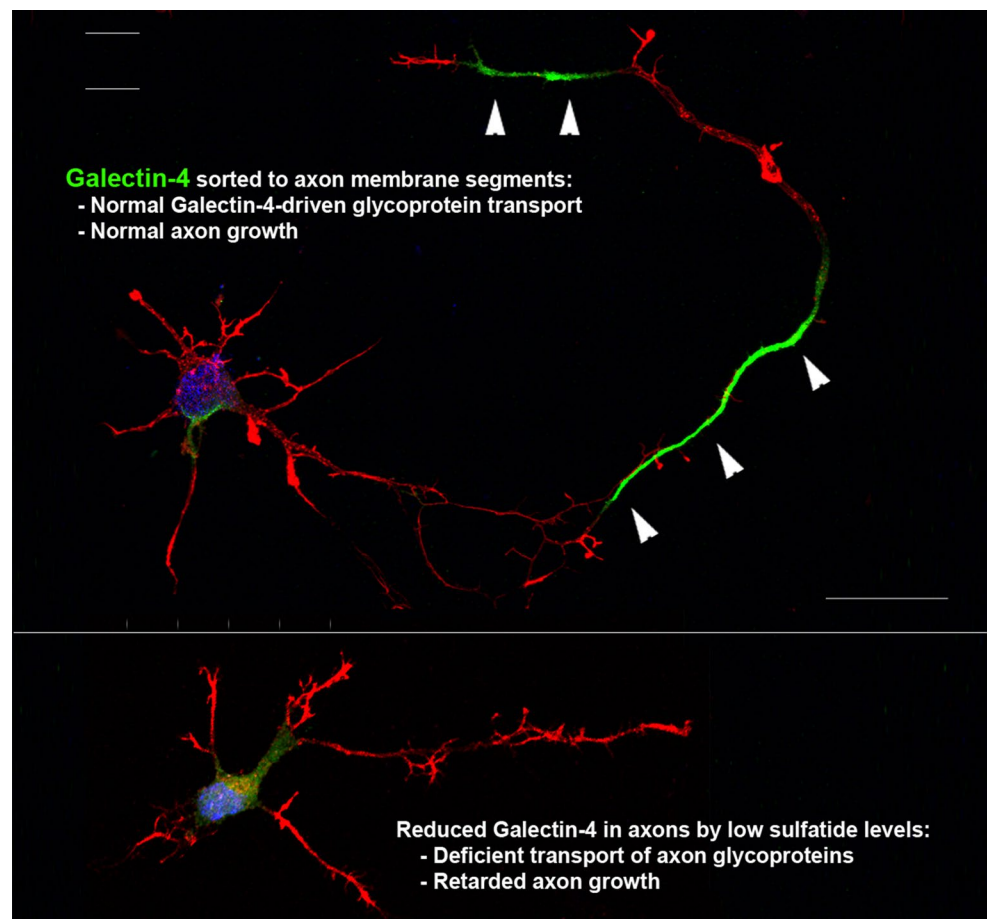 Galectin-4 sorted to axon membrane segments:
- Normal Galectin-4-driven glycoprotein transport
- Normal axon growth
Reduced Galectin-4 in axons by low sulfatide levels:
- Deficient transport of axon glycoproteins
- Retarded axon growth